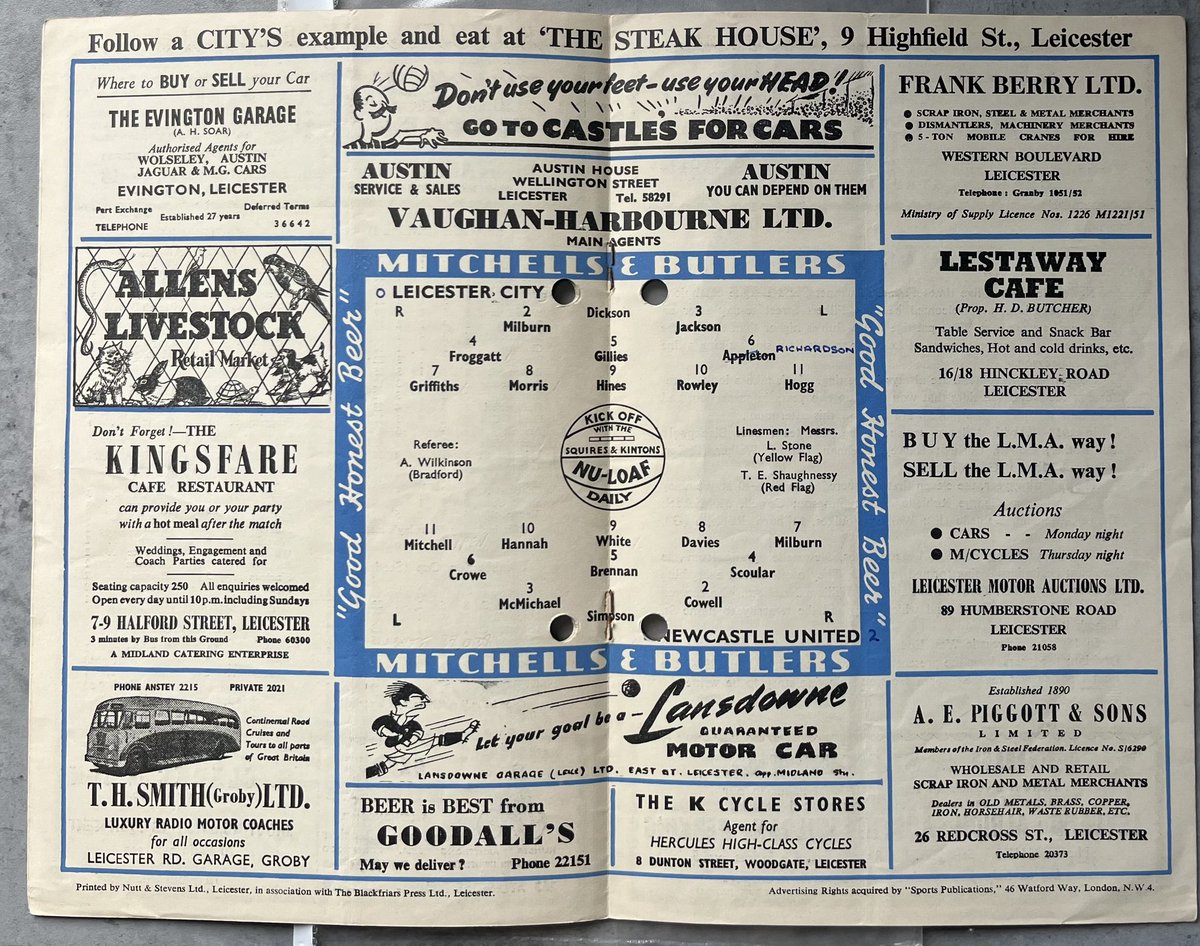 Follow a CITY'S example and eat at 'THE STEAK HOUSE', 9 Highfield St., Leicester
Where to BUY or SELL your Car
THE EVINGTON GARAGE
(A. H. SOAR)
Authorised Agents for
WOLSELEY, AUSTIN
JAGUAR & M.G. CARS
EVINGTON, LEICESTER
Part Exchange Deferred Terms
Established 27 years
TELEPHONE 36642
ALLENS
LIVESTOCK
Retail Market
Don't Forget!—THE
KINGSFARE
CAFE RESTAURANT
can provide you or your party
with a hot meal after the match
Weddings, Engagement and
Coach Parties catered for
Seating capacity 250 All enquiries welcomed
Open every day until 10 p.m. including Sundays
7-9 HALFORD STREET, LEICESTER
3 minutes by Bus from this Ground Phone 60300
A MIDLAND CATERING ENTERPRISE
PHONE ANSTEY 2215 PRIVATE 2021
Continental Road
Cruises and
Tours to all parts
of Great Britain
T. H. SMITH (Groby) LTD.
LUXURY RADIO MOTOR COACHES
for all occasions
LEICESTER RD. GARAGE, GROBY
Don't use your feet - use your HEAD!
GO TO CASTLE'S FOR CARS
AUSTIN
SERVICE & SALES
AUSTIN HOUSE
WELLINGTON STREET
LEICESTER Tel. 58291
AUSTIN
YOU CAN DEPEND ON THEM
VAUGHAN-HARBOURNE LTD.
MAIN AGENTS
MITCHELLS & BUTLERS
"Good Honest Beer"
0 LEICESTER CITY
R Dickson L
2 3
Milburn Jackson
4 5 6
Froggatt Gillies Appleton RICHARDSON
7 8 9 10 11
Griffiths Morris Hines Rowley Hogg
Referee:
A. Wilkinson
(Bradford)
KICK OFF
WITH THE
SQUIRES & KINTONS
NU-LOAF
DAILY
Linesmen: Messrs.
L. Stone
(Yellow Flag)
T. E. Shaughnessy
(Red Flag)
11 10 9 8 7
Mitchell Hannah White Davies Milburn
6 5 4
Crowe Brennan Scoular
3 2
McMichael Cowell
L Simpson R
NEWCASTLE UNITED 2
"Good Honest Beer"
MITCHELLS & BUTLERS
Let your goal be a - Lansdowne
GUARANTEED
MOTOR CAR
LANSDOWNE GARAGE (LEIC) LTD. EAST ST. LEICESTER. opp. MIDLAND Stn.
BEER is BEST from
GOODALL'S
May we deliver? Phone 22151
THE K CYCLE STORES
Agent for
HERCULES HIGH-CLASS CYCLES
8 DUNTON STREET, WOODGATE, LEICESTER
FRANK BERRY LTD.
● SCRAP IRON, STEEL & METAL MERCHANTS
● DISMANTLERS, MACHINERY MERCHANTS
● 5-TON MOBILE CRANES FOR HIRE
WESTERN BOULEVARD
LEICESTER
Telephone: Granby 1051/52
Ministry of Supply Licence Nos. 1226 M1221/51
LESTAWAY
CAFE
(Prop. H. D. BUTCHER)
Table Service and Snack Bar
Sandwiches, Hot and cold drinks, etc.
16/18 HINCKLEY ROAD
LEICESTER
BUY the L.M.A. way!
SELL the L.M.A. way!
Auctions
● CARS - - Monday night
● M/CYCLES Thursday night
LEICESTER MOTOR AUCTIONS LTD.
89 HUMBERSTONE ROAD
LEICESTER
Phone 21058
Established 1890
A. E. PIGGOTT & SONS
LIMITED
Members of the Iron & Steel Federation. Licence No. S/6290
WHOLESALE AND RETAIL
SCRAP IRON AND METAL MERCHANTS
Dealers in OLD METALS, BRASS, COPPER,
IRON, HORSEHAIR, WASTE RUBBER, ETC.
26 REDCROSS ST., LEICESTER
Telephone 20373
Printed by Nutt & Stevens Ltd., Leicester, in association with The Blackfriars Press Ltd., Leicester.
Advertising Rights acquired by "Sports Publications," 46 Watford Way, London, N.W 4.